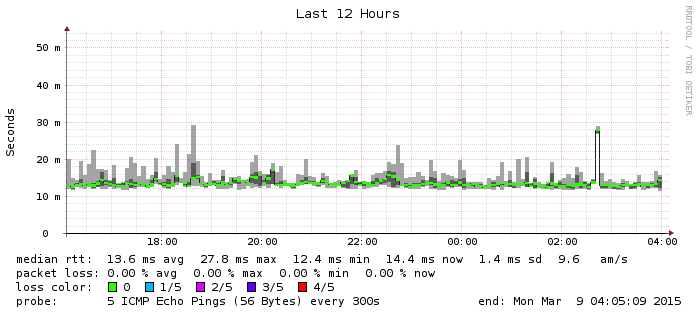 Last 12 Hours
RRDTOOL / TOBI OETIKER
Seconds
50 m
40 m
30 m
20 m
10 m
0
18:00 20:00 22:00 00:00 02:00 04:00
median rtt: 13.6 ms avg 27.8 ms max 12.4 ms min 14.4 ms now 1.4 ms sd 9.6 am/s
packet loss: 0.00 % avg 0.00 % max 0.00 % min 0.00 % now
loss color: 0 1/5 2/5 3/5 4/5
probe: 5 ICMP Echo Pings (56 Bytes) every 300s end: Mon Mar 9 04:05:09 2015